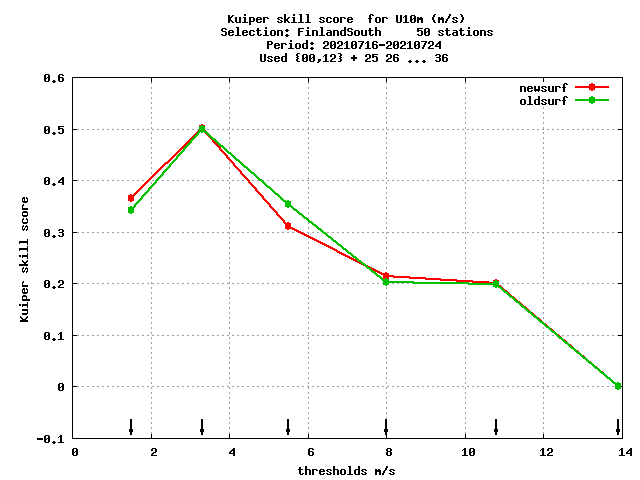 Kuiper skill score  for U10m (m/s)
Selection: FinlandSouth     50 stations
Period: 20210716-20210724
Used {00,12} + 25 26 ... 36
newsurf
oldsurf
Kuiper skill score
0.6
0.5
0.4
0.3
0.2
0.1
0
-0.1
0 2 4 6 8 10 12 14
thresholds m/s